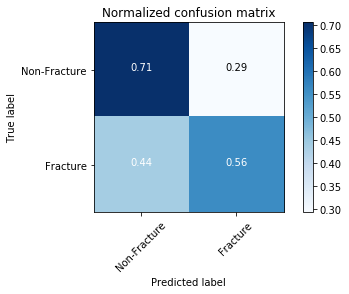 Normalized confusion matrix
True label
Non-Fracture
0.71
0.29
Fracture
0.44
0.56
Non-Fracture
Fracture
Predicted label
0.70
0.65
0.60
0.55
0.50
0.45
0.40
0.35
0.30